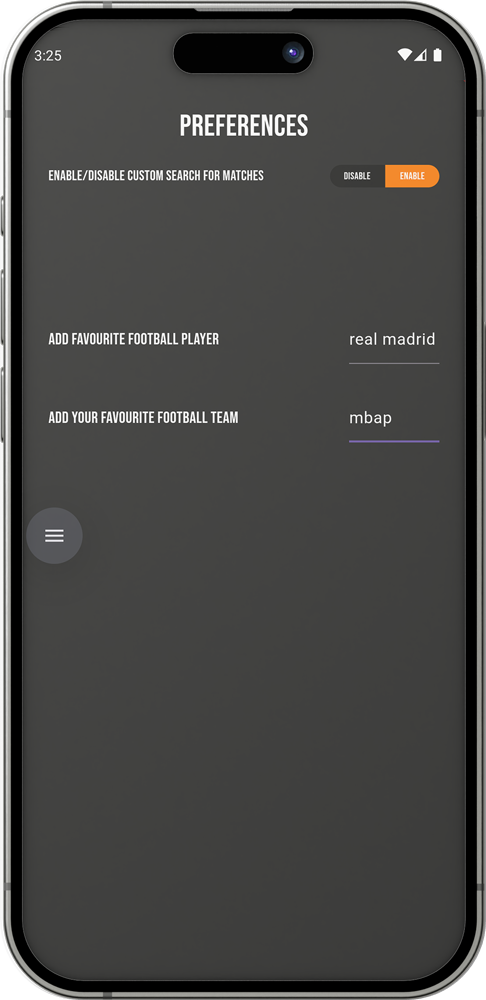 3:25
PREFERENCES
ENABLE/DISABLE CUSTOM SEARCH FOR MATCHES
DISABLE ENABLE
ADD FAVOURITE FOOTBALL PLAYER
real madrid
ADD YOUR FAVOURITE FOOTBALL TEAM
mbap